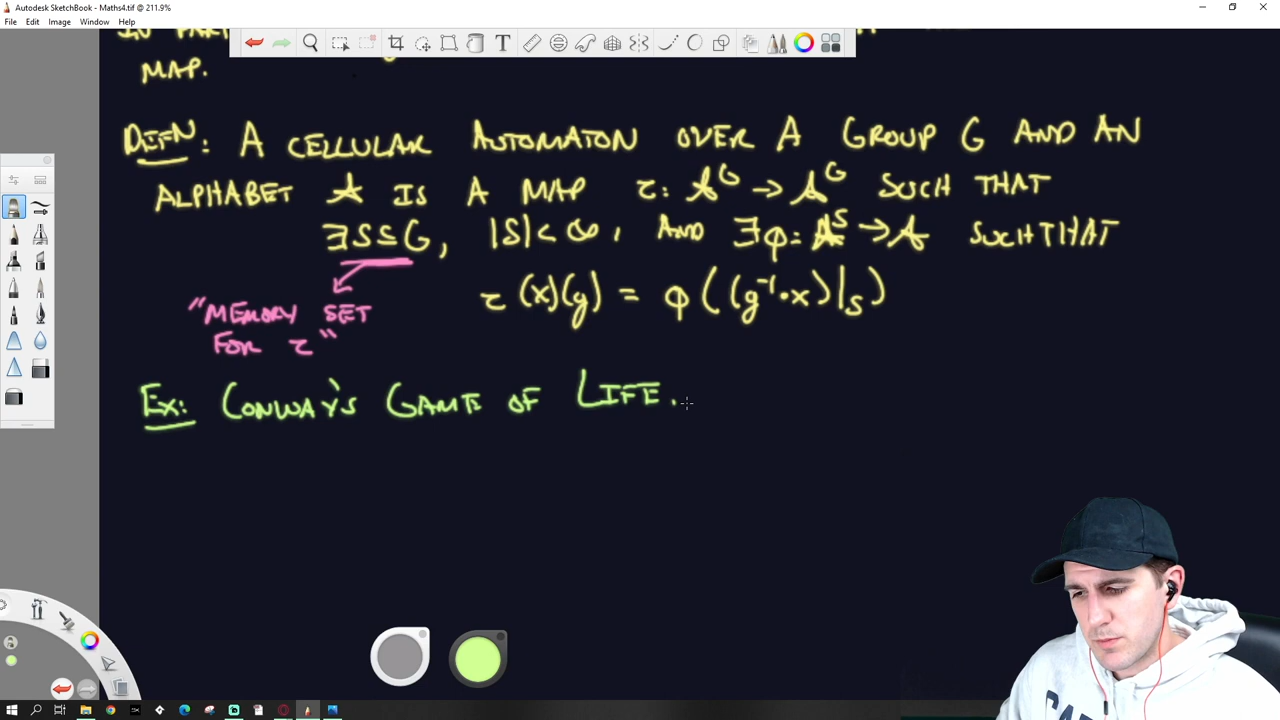 Autodesk SketchBook - Maths4.tif @ 211.9%
File Edit Image Window Help
MAP.
DEFN: A CELLULAR AUTOMATON OVER A GROUP G AND AN
ALPHABET A IS A MAP τ: A^G → A^G SUCH THAT
∃S⊆G, |S|<∞, AND ∃φ: A^S → A SUCH THAT
τ(x)(g) = φ((g⁻¹·x)|_S)
"MEMORY SET
FOR τ"
Ex: CONWAY'S GAME OF LIFE.